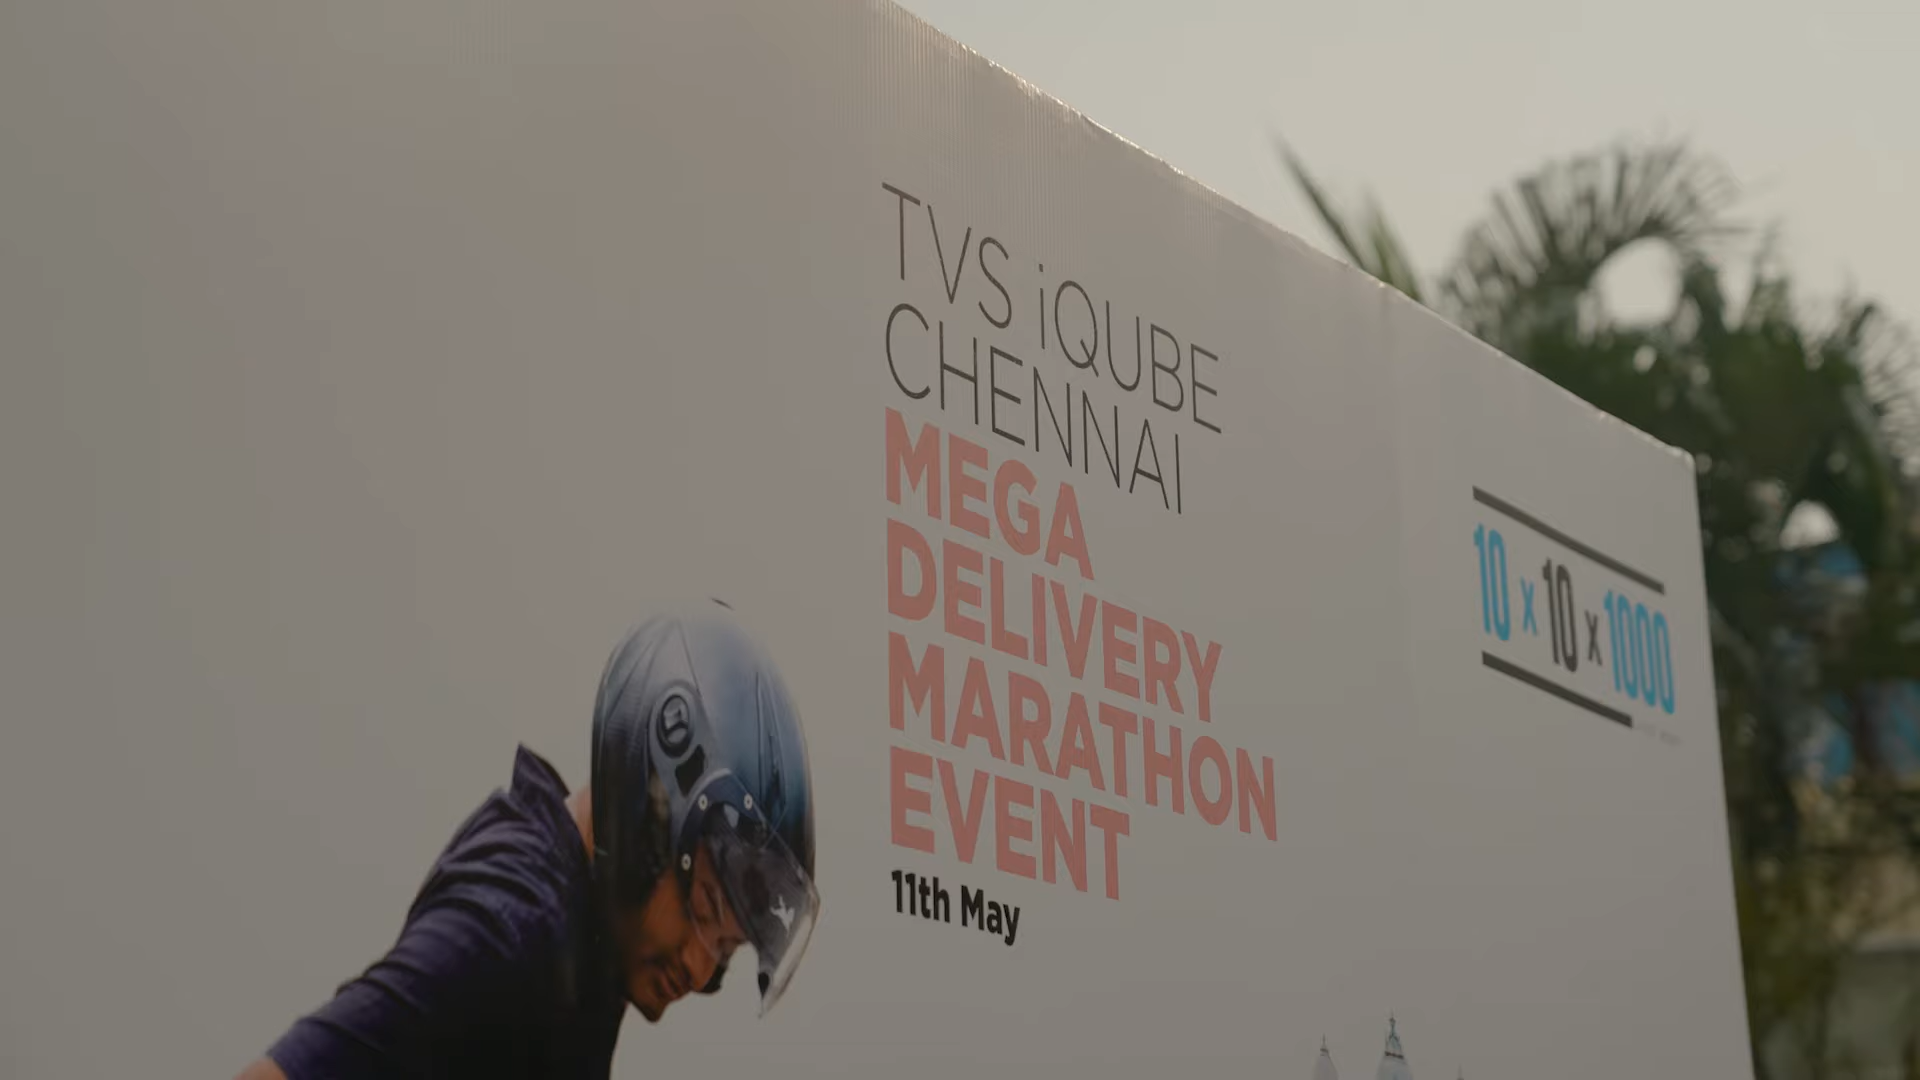 TVS iQUBE
CHENNAI
MEGA
DELIVERY
MARATHON
EVENT
11th May
10 x 10 x 1000